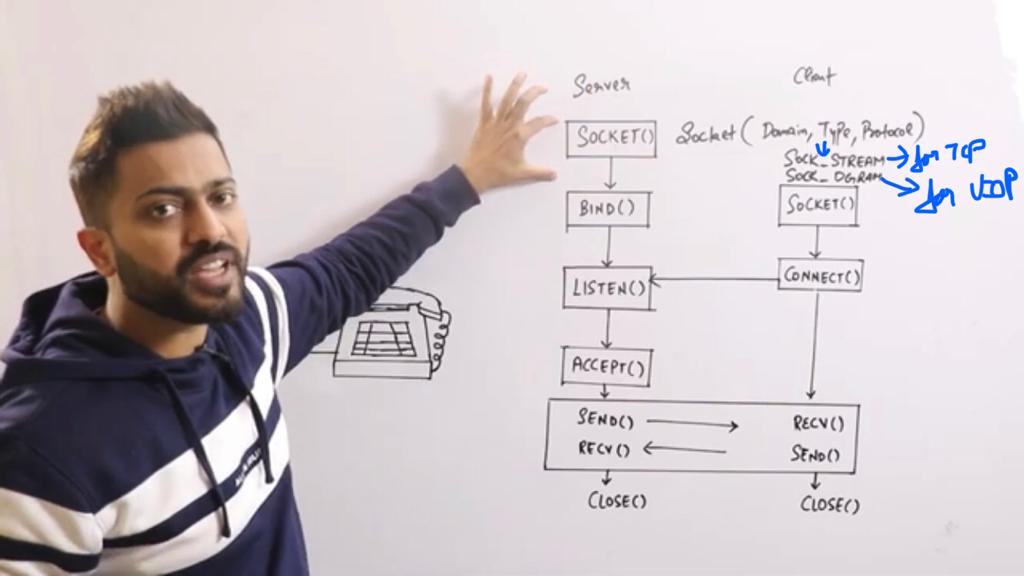 Server
Client
SOCKET()
Socket( Domain, Type, Protocol)
SOCK_STREAM → for TCP
SOCK_DGRAM → for UDP
BIND()
SOCKET()
LISTEN()
CONNECT()
ACCEPT()
SEND()
RECV()
RECV()
SEND()
CLOSE()
CLOSE()